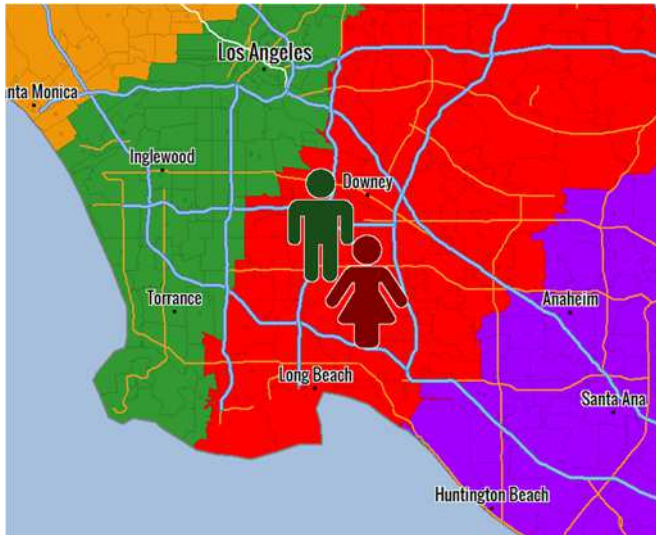 Los Angeles
nta Monica
Inglewood
Downey
Torrance
Anaheim
Long Beach
Santa Ana
Huntington Beach